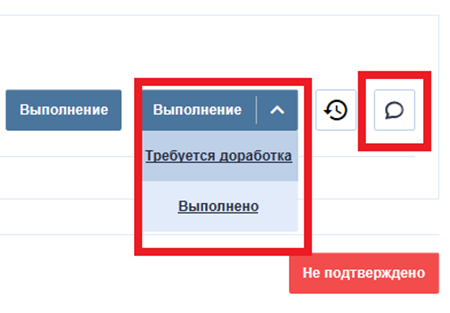 Выполнение
Выполнение
Требуется доработка
Выполнено
Не подтверждено